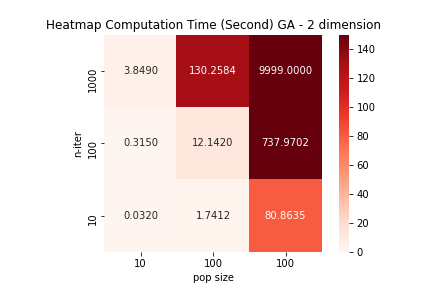 Heatmap Computation Time (Second) GA - 2 dimension
n-iter
1000
100
10
3.8490 130.2584 9999.0000
0.3150 12.1420 737.9702
0.0320 1.7412 80.8635
10 100 100
pop size
140
120
100
80
60
40
20
0